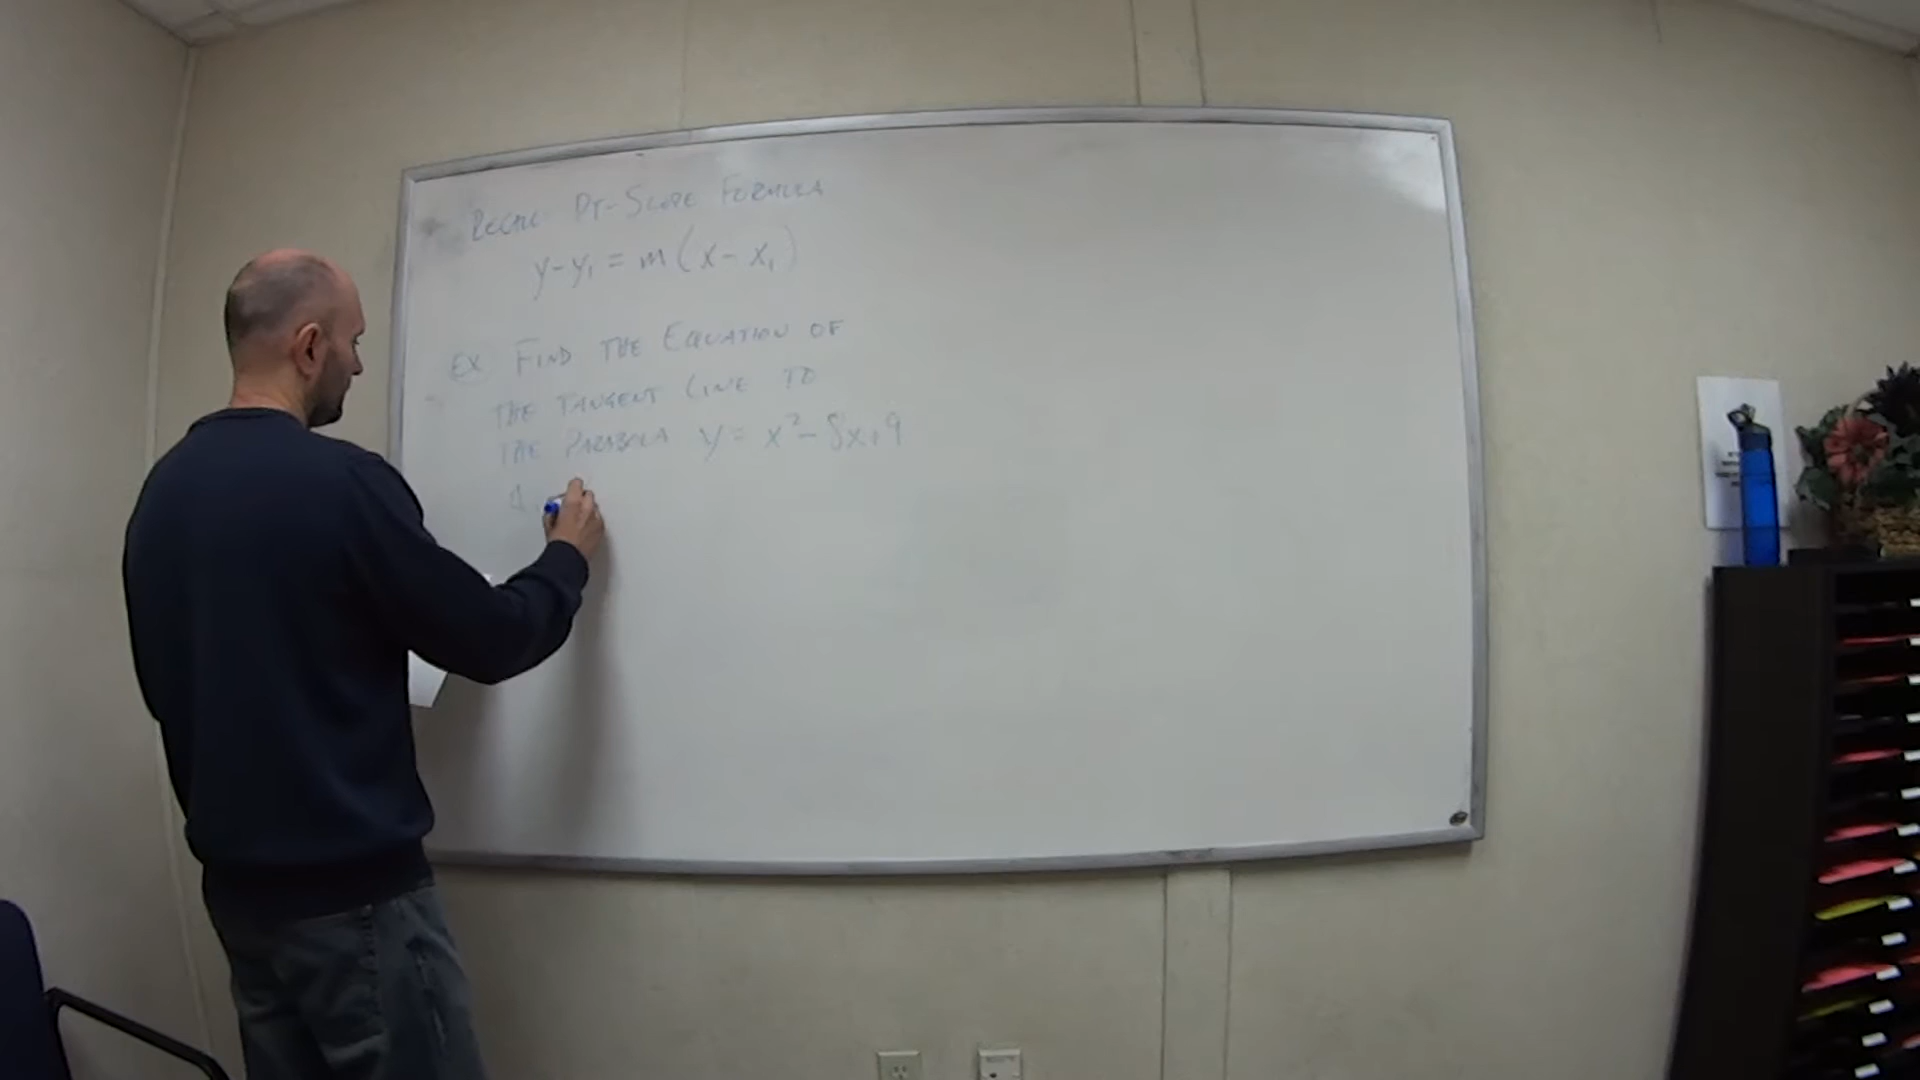 RECALL PT-SLOPE FORMULA
y-y₁ = m(x-x₁)
EX FIND THE EQUATION OF
THE TANGENT LINE TO
THE PARABOLA y = x²-8x+9